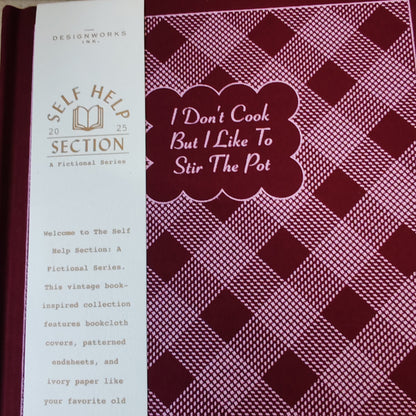 DESIGNWORKS
INK.
SELF HELP
20 25
SECTION
A Fictional Series
Welcome to The Self
Help Section: A
Fictional Series.
This vintage book-
inspired collection
features bookcloth
covers, patterned
endsheets, and
ivory paper like
your favorite old
I Don't Cook
But I Like To
Stir The Pot